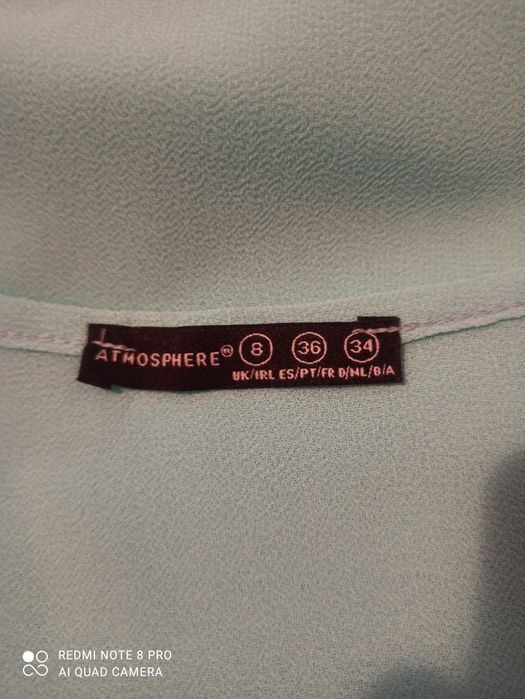 ATMOSPHERE® 8 36 34
UK/IRL ES/PT/FR D/NL/B/A
REDMI NOTE 8 PRO
AI QUAD CAMERA